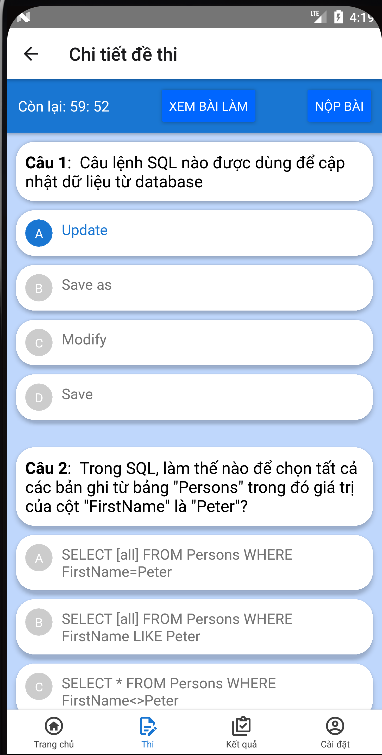 LTE 4:19
Chi tiết đề thi
Còn lại: 59: 52 XEM BÀI LÀM NỘP BÀI
Câu 1: Câu lệnh SQL nào được dùng để cập
nhật dữ liệu từ database
A Update
B Save as
C Modify
D Save
Câu 2: Trong SQL, làm thế nào để chọn tất cả
các bản ghi từ bảng "Persons" trong đó giá trị
của cột "FirstName" là "Peter"?
A SELECT [all] FROM Persons WHERE
FirstName=Peter
B SELECT [all] FROM Persons WHERE
FirstName LIKE Peter
C SELECT * FROM Persons WHERE
FirstName<>Peter
Trang chủ Thi Kết quả Cài đặt